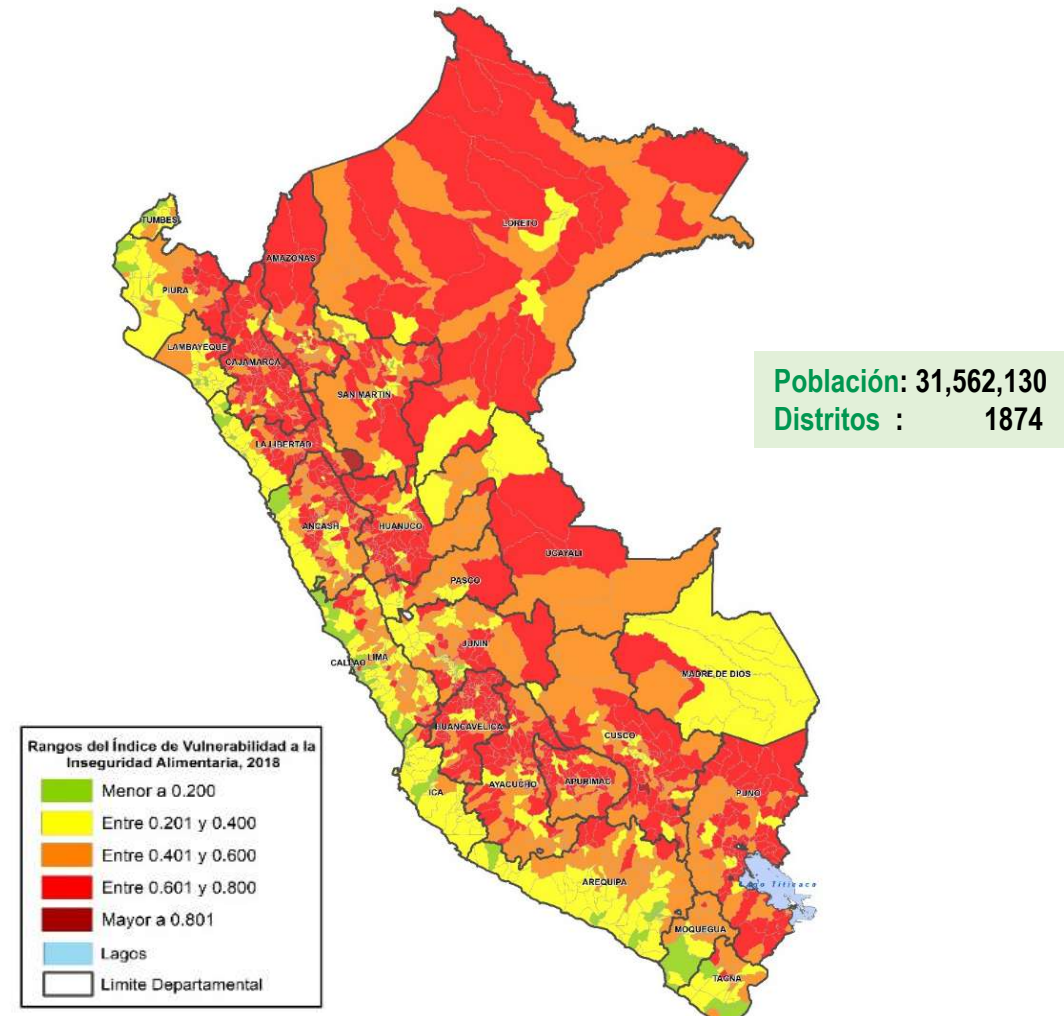 TUMBES
LORETO
AMAZONAS
PIURA
LAMBAYEQUE
CAJAMARCA
SAN MARTIN
LA LIBERTAD
ANCASH
HUANUCO
UCAYALI
PASCO
JUNIN
LIMA
CALLAO
MADRE DE DIOS
HUANCAVELICA
CUSCO
AYACUCHO
APURIMAC
ICA
PUNO
AREQUIPA
Lago Titicaca
MOQUEGUA
TACNA
Población: 31,562,130
Distritos : 1874
Rangos del Índice de Vulnerabilidad a la
Inseguridad Alimentaria, 2018
Menor a 0.200
Entre 0.201 y 0.400
Entre 0.401 y 0.600
Entre 0.601 y 0.800
Mayor a 0.801
Lagos
Limite Departamental